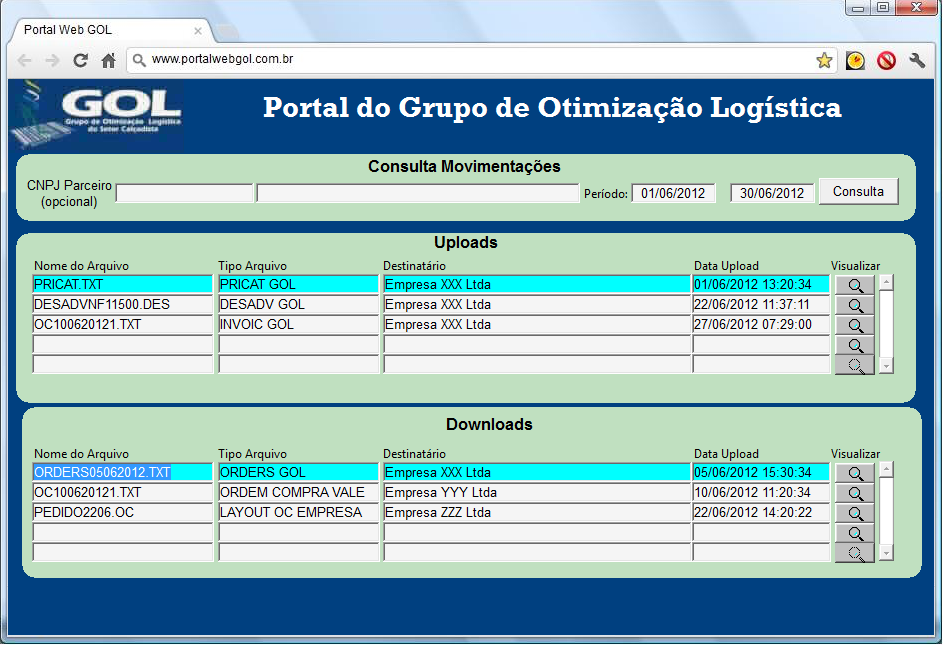 Portal Web GOL
www.portalwebgol.com.br
GOL
Grupo de Otimização Logística
do Setor Calçadista
Portal do Grupo de Otimização Logística
Consulta Movimentações
CNPJ Parceiro
(opcional)
Período: 01/06/2012 30/06/2012 Consulta
Uploads
Nome do Arquivo Tipo Arquivo Destinatário Data Upload Visualizar
PRICAT.TXT PRICAT GOL Empresa XXX Ltda 01/06/2012 13:20:34
DESADVNF11500.DES DESADV GOL Empresa XXX Ltda 22/06/2012 11:37:11
OC100620121.TXT INVOIC GOL Empresa XXX Ltda 27/06/2012 07:29:00
Downloads
Nome do Arquivo Tipo Arquivo Destinatário Data Upload Visualizar
ORDERS05062012.TXT ORDERS GOL Empresa XXX Ltda 05/06/2012 15:30:34
OC100620121.TXT ORDEM COMPRA VALE Empresa YYY Ltda 10/06/2012 11:20:34
PEDIDO2206.OC LAYOUT OC EMPRESA Empresa ZZZ Ltda 22/06/2012 14:20:22